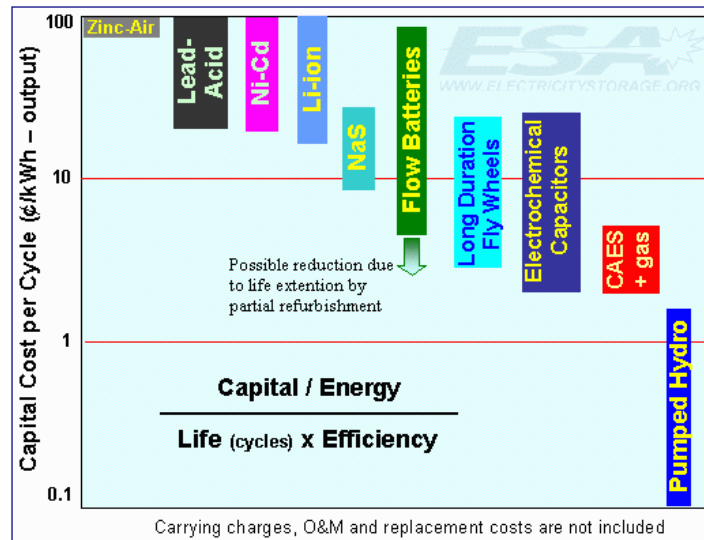 100
10
1
0.1
Capital Cost per Cycle (¢/kWh – output)
Zinc-Air
Lead-
Acid
Ni-Cd
Li-ion
NaS
Flow Batteries
Long Duration
Fly Wheels
Electrochemical
Capacitors
CAES
+ gas
Pumped Hydro
ESA
WWW.ELECTRICITYSTORAGE.ORG
Possible reduction due
to life extention by
partial refurbishment
Capital / Energy
Life (cycles) x Efficiency
Carrying charges, O&M and replacement costs are not included